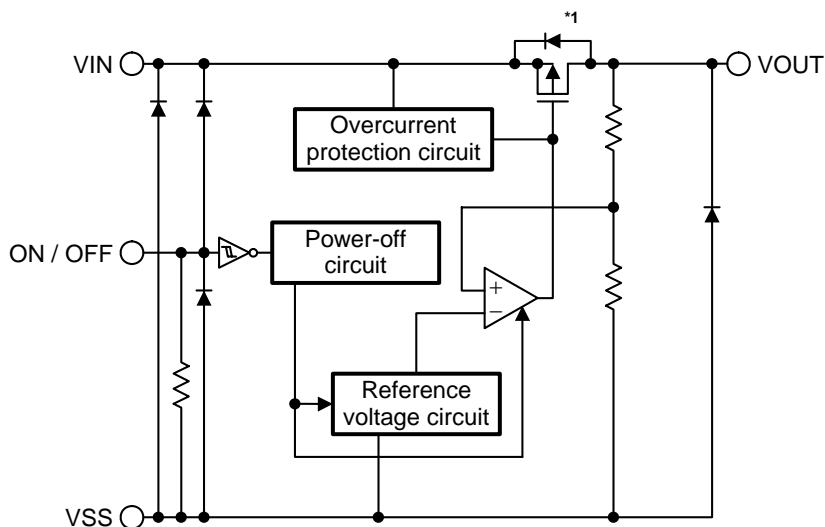 *1
VIN
VOUT
Overcurrent
protection circuit
ON / OFF
Power-off
circuit
+
−
Reference
voltage circuit
VSS